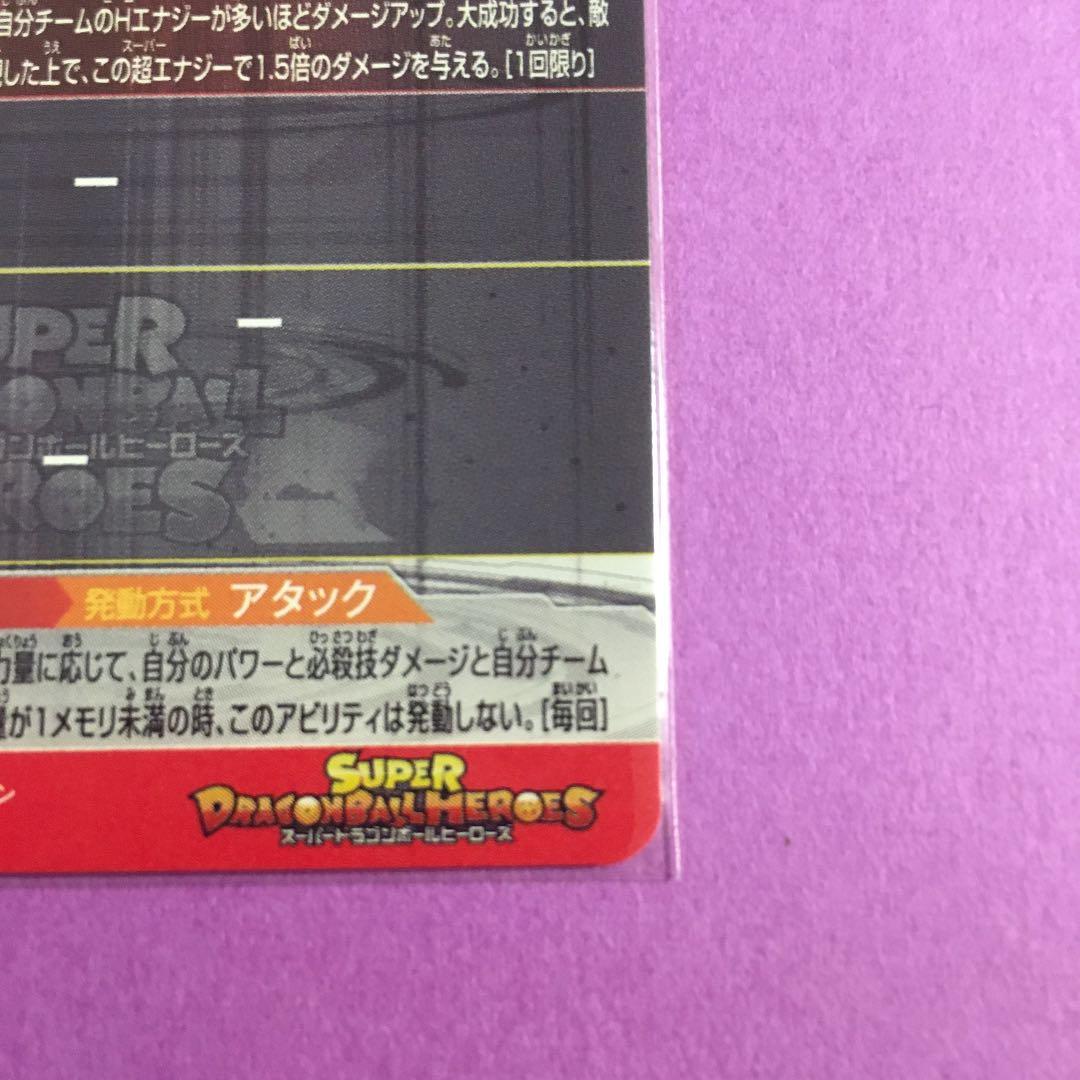 自分チームのHエナジーが多いほどダメージアップ。大成功すると、敵
した上で、この超エナジーで1.5倍のダメージを与える。[1回限り]
SUPER
DRAGONBALL
ドラゴンボールヒーローズ
HEROES
発動方式 アタック
力量に応じて、自分のパワーと必殺技ダメージと自分チーム
量が1メモリ未満の時、このアビリティは発動しない。[毎回]
ン
SUPER
DRAGONBALL HEROES
スーパードラゴンボールヒーローズ